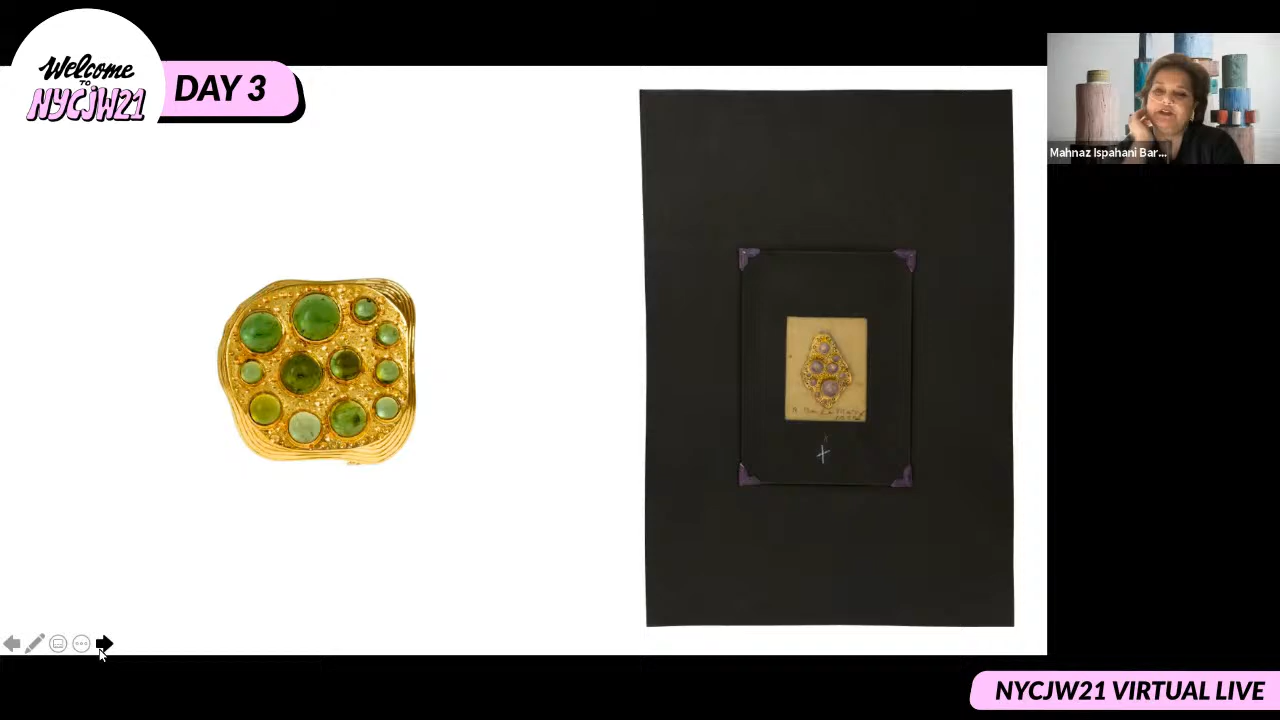 Welcome
TO
NYCJW21
DAY 3
Mahnaz Ispahani Bar...
NYCJW21 VIRTUAL LIVE